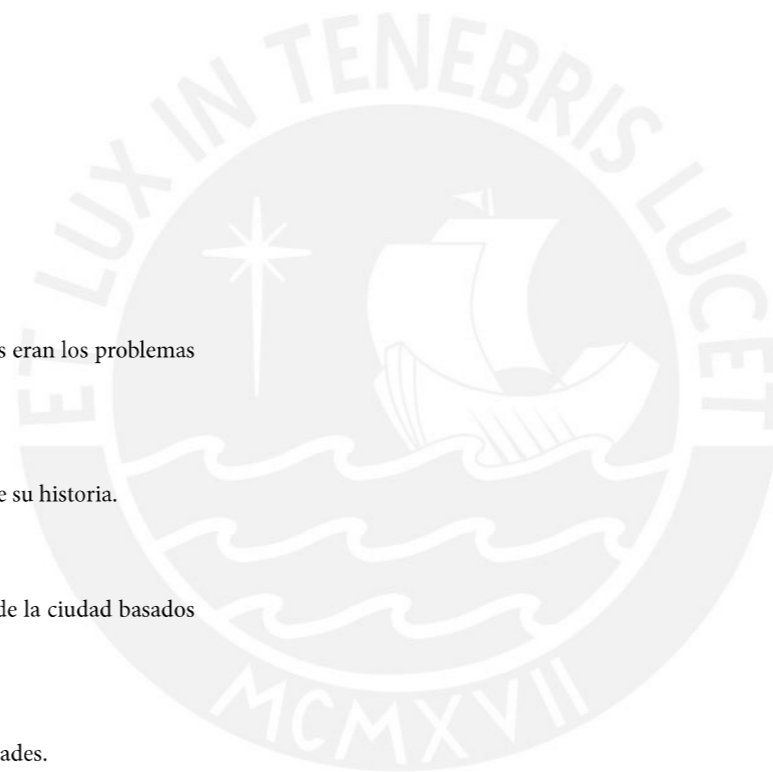 ET LUX IN TENEBRIS LUCET
s eran los problemas
e su historia.
de la ciudad basados
MCMXVII
ades.